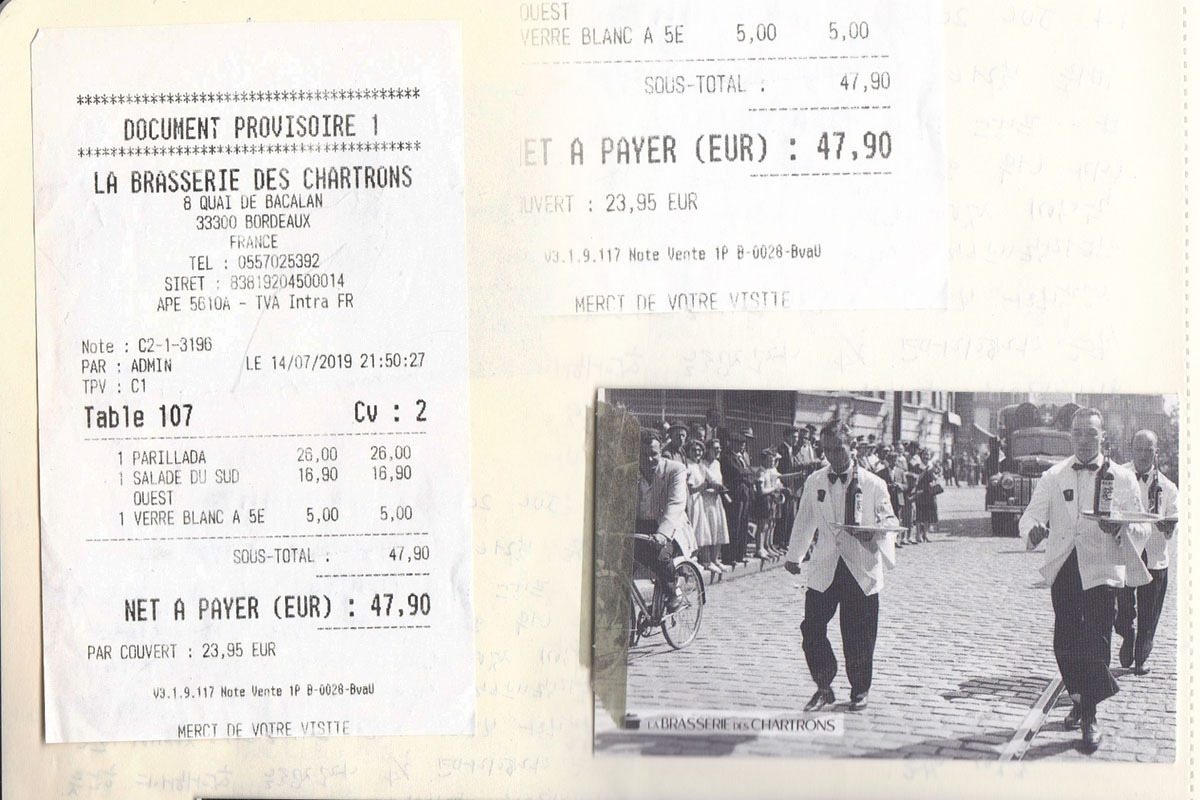 *****************************************
DOCUMENT PROVISOIRE 1
*****************************************
LA BRASSERIE DES CHARTRONS
8 QUAI DE BACALAN
33300 BORDEAUX
FRANCE
TEL : 0557025392
SIRET : 83819204500014
APE 5610A - TVA Intra FR
Note : C2-1-3196
PAR : ADMIN LE 14/07/2019 21:50:27
TPV : C1
Table 107 Cv : 2
1 PARILLADA 26,00 26,00
1 SALADE DU SUD 16,90 16,90
OUEST
1 VERRE BLANC A 5E 5,00 5,00
SOUS-TOTAL : 47,90
NET A PAYER (EUR) : 47,90
PAR COUVERT : 23,95 EUR
v3.1.9.117 Note Vente 1P B-0028-BvaU
MERCI DE VOTRE VISITE
OUEST
VERRE BLANC A 5E 5,00 5,00
SOUS-TOTAL : 47,90
ET A PAYER (EUR) : 47,90
OUVERT : 23,95 EUR
v3.1.9.117 Note Vente 1P B-0028-BvaU
MERCI DE VOTRE VISITE
LA BRASSERIE DES CHARTRONS